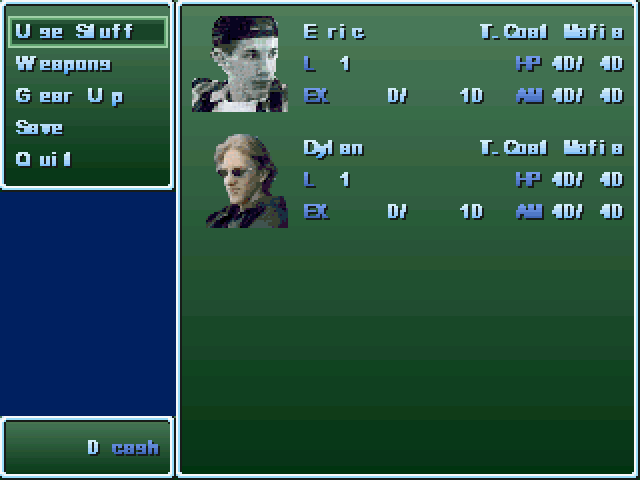 Use Stuff
Weapons
Gear Up
Save
Quit
Eric T.Coat Mafia
L 1 HP 40/ 40
EX 0/ 10 AM 40/ 40
Dylan T.Coat Mafia
L 1 HP 40/ 40
EX 0/ 10 AM 40/ 40
0 cash